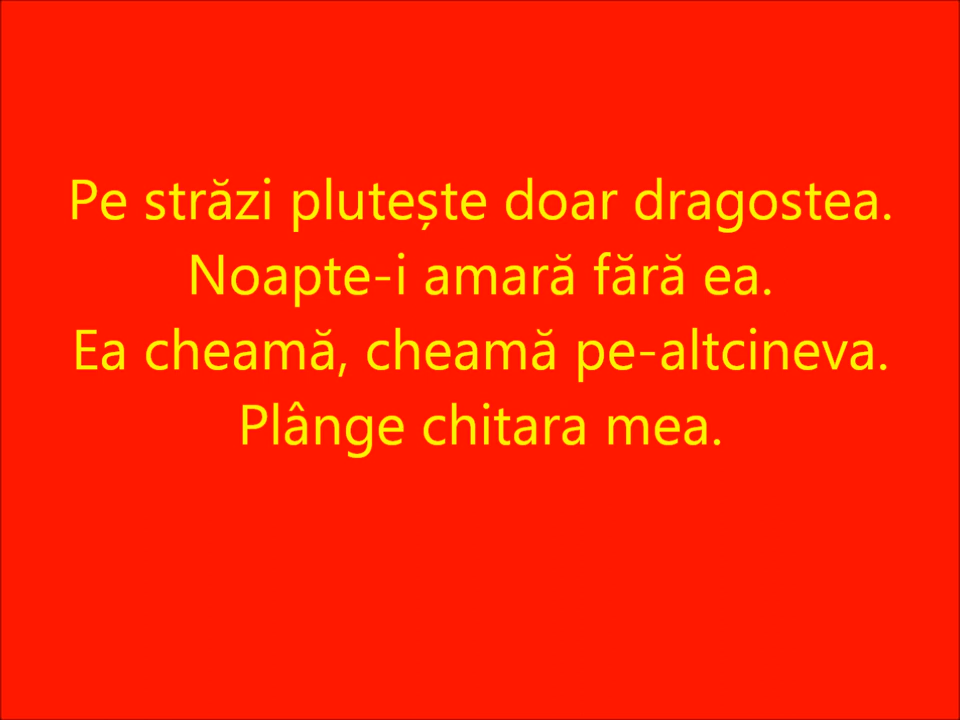 Pe străzi plutește doar dragostea.
Noapte-i amară fără ea.
Ea cheamă, cheamă pe-altcineva.
Plânge chitara mea.